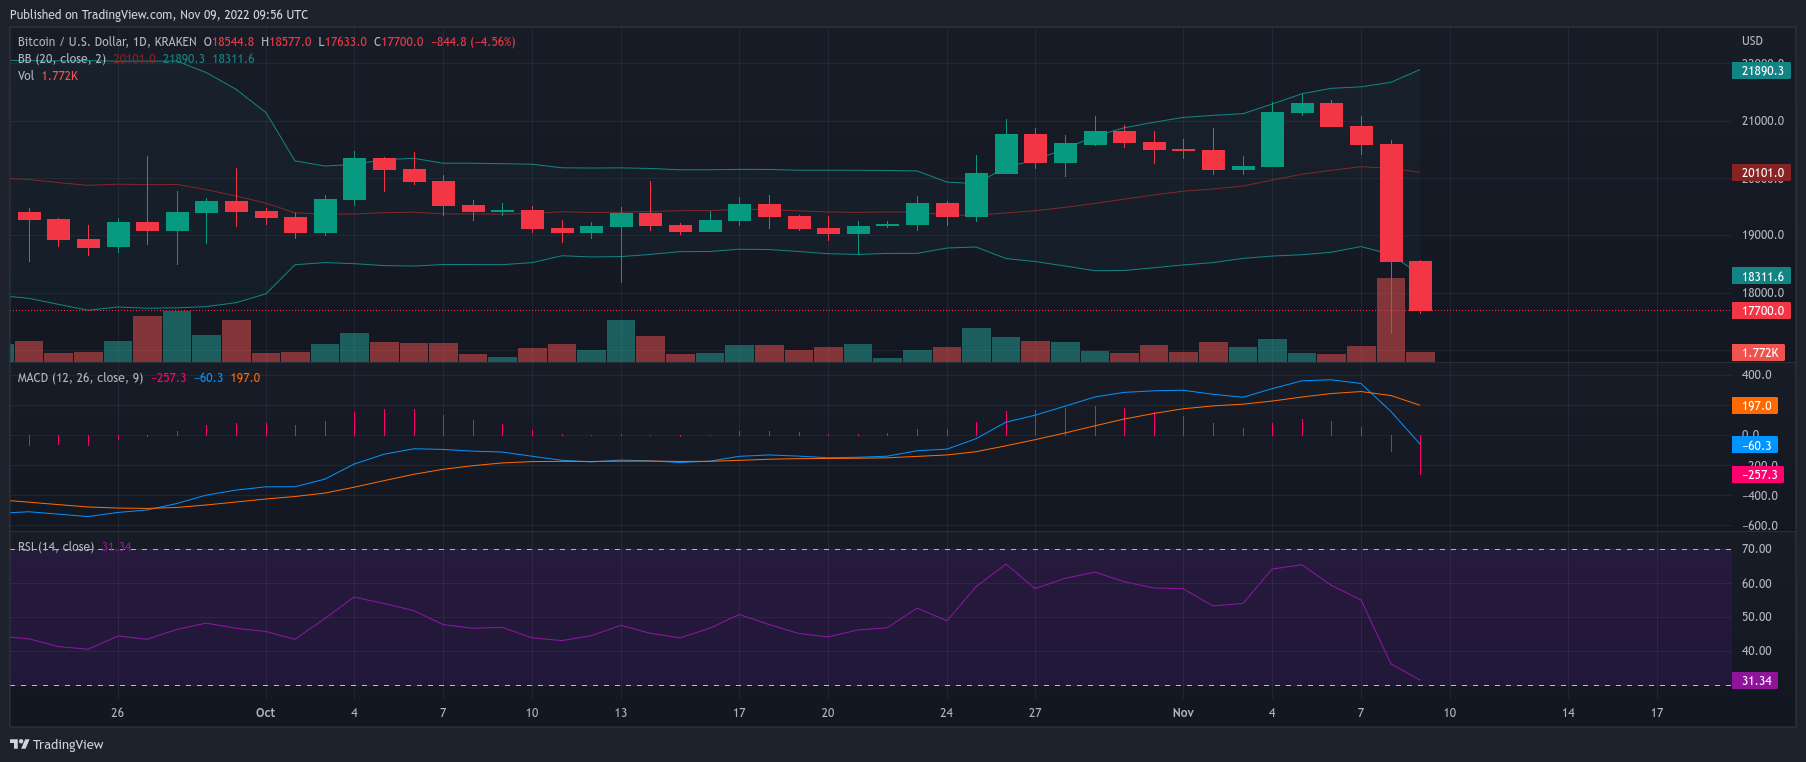 Published on TradingView.com, Nov 09, 2022 09:56 UTC
Bitcoin / U.S. Dollar, 1D, KRAKEN O18544.8 H18577.0 L17633.0 C17700.0 −844.8 (−4.56%)
BB (20, close, 2) 20101.0 21890.3 18311.6
Vol 1.772K
USD
21890.3
21000.0
20101.0
19000.0
18311.6
18000.0
17700.0
1.772K
MACD (12, 26, close, 9) −257.3 −60.3 197.0
400.0
197.0
0.0
−60.3
−200.0
−257.3
−400.0
−600.0
RSI (14, close) 31.34
70.00
60.00
50.00
40.00
31.34
26 Oct 4 7 10 13 17 20 24 27 Nov 4 7 10 14 17
TradingView